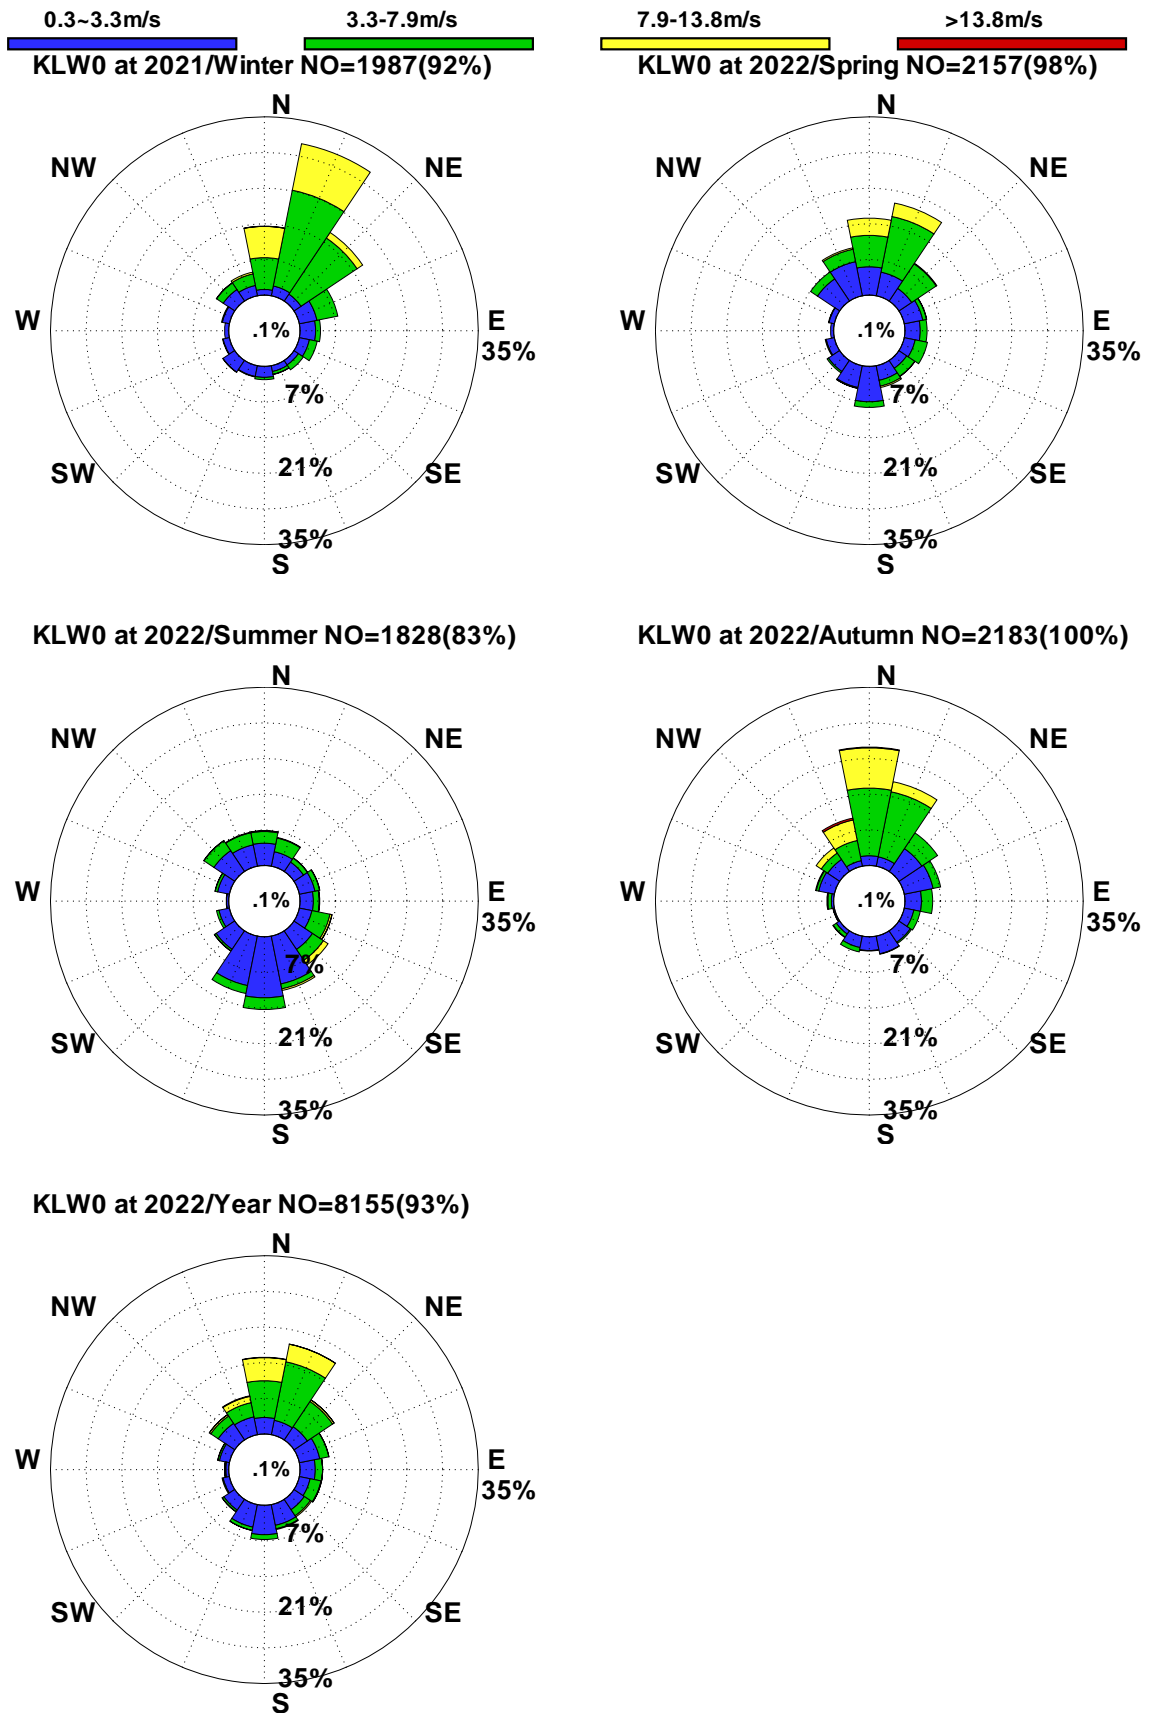 0.3~3.3m/s 3.3-7.9m/s 7.9-13.8m/s >13.8m/s
KLW0 at 2021/Winter NO=1987(92%)
N
NW NE
W .1% E
35%
7%
SW 21% SE
35%
S
KLW0 at 2022/Spring NO=2157(98%)
N
NW NE
W .1% E
35%
7%
SW 21% SE
35%
S
KLW0 at 2022/Summer NO=1828(83%)
N
NW NE
W .1% E
35%
7%
SW 21% SE
35%
S
KLW0 at 2022/Autumn NO=2183(100%)
N
NW NE
W .1% E
35%
7%
SW 21% SE
35%
S
KLW0 at 2022/Year NO=8155(93%)
N
NW NE
W .1% E
35%
7%
SW 21% SE
35%
S